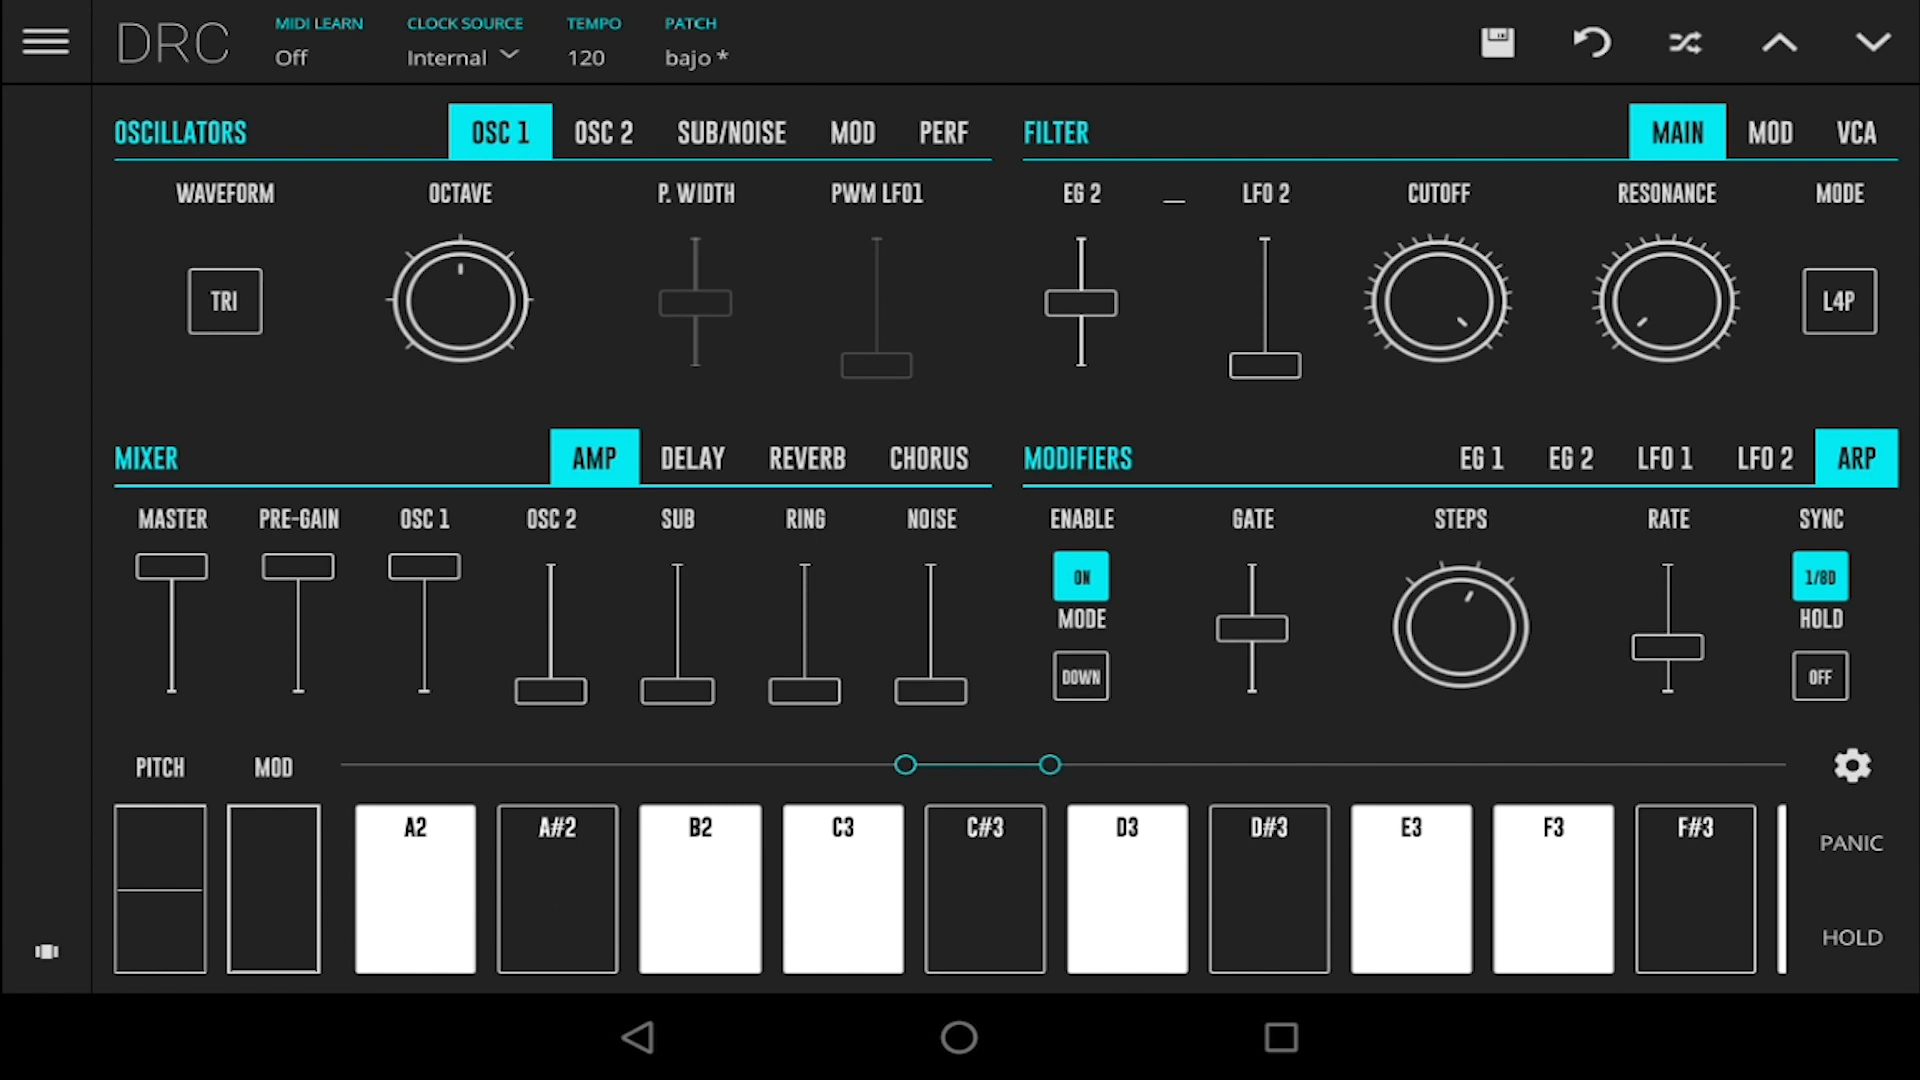 DRC
MIDI LEARN CLOCK SOURCE TEMPO PATCH
Off Internal 120 bajo *
OSCILLATORS OSC 1 OSC 2 SUB/NOISE MOD PERF
WAVEFORM OCTAVE P. WIDTH PWM LFO1
TRI
FILTER MAIN MOD VCA
EG 2 LFO 2 CUTOFF RESONANCE MODE
L4P
MIXER AMP DELAY REVERB CHORUS
MASTER PRE-GAIN OSC 1 OSC 2 SUB RING NOISE
MODIFIERS EG 1 EG 2 LFO 1 LFO 2 ARP
ENABLE GATE STEPS RATE SYNC
ON 1/8D
MODE HOLD
DOWN OFF
PITCH MOD
A2 A#2 B2 C3 C#3 D3 D#3 E3 F3 F#3
PANIC
HOLD